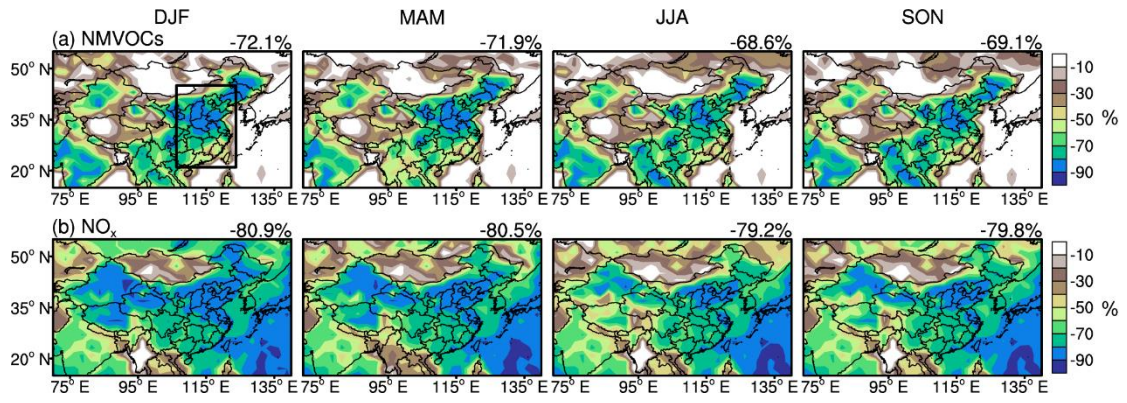 DJF MAM JJA SON
(a) NMVOCs -72.1% -71.9% -68.6% -69.1%
50° N
35° N
20° N
-10
-30
-50
-70
-90
%
75° E 95° E 115° E 135° E 75° E 95° E 115° E 135° E 75° E 95° E 115° E 135° E 75° E 95° E 115° E 135° E
(b) NOₓ -80.9% -80.5% -79.2% -79.8%
50° N
35° N
20° N
-10
-30
-50
-70
-90
%
75° E 95° E 115° E 135° E 75° E 95° E 115° E 135° E 75° E 95° E 115° E 135° E 75° E 95° E 115° E 135° E